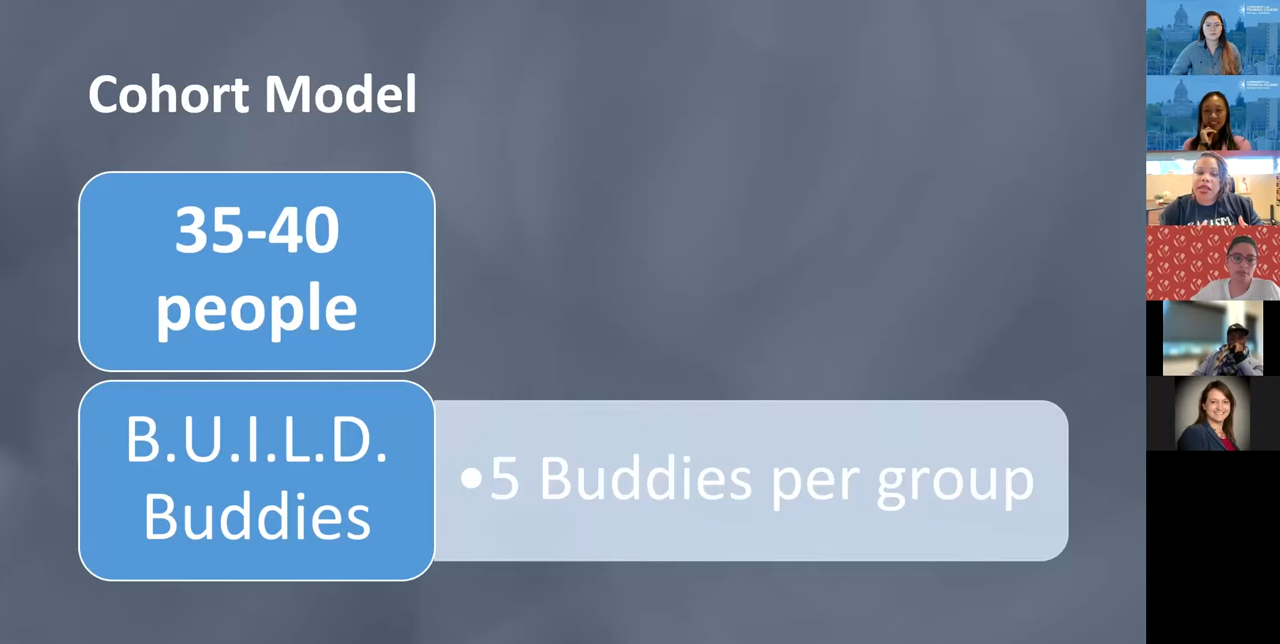 Cohort Model
35-40
people
B.U.I.L.D.
Buddies
•5 Buddies per group